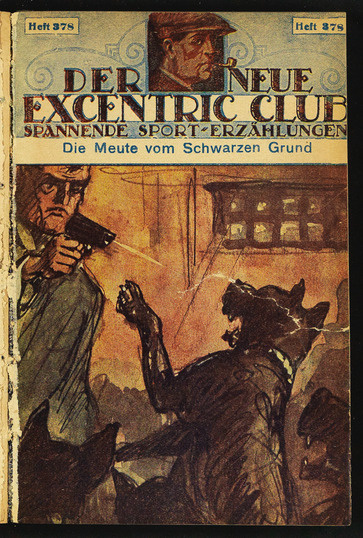 Heft 378
Heft 378
DER NEUE
EXCENTRIC CLUB
SPANNENDE SPORT-ERZÄHLUNGEN
Die Meute vom Schwarzen Grund